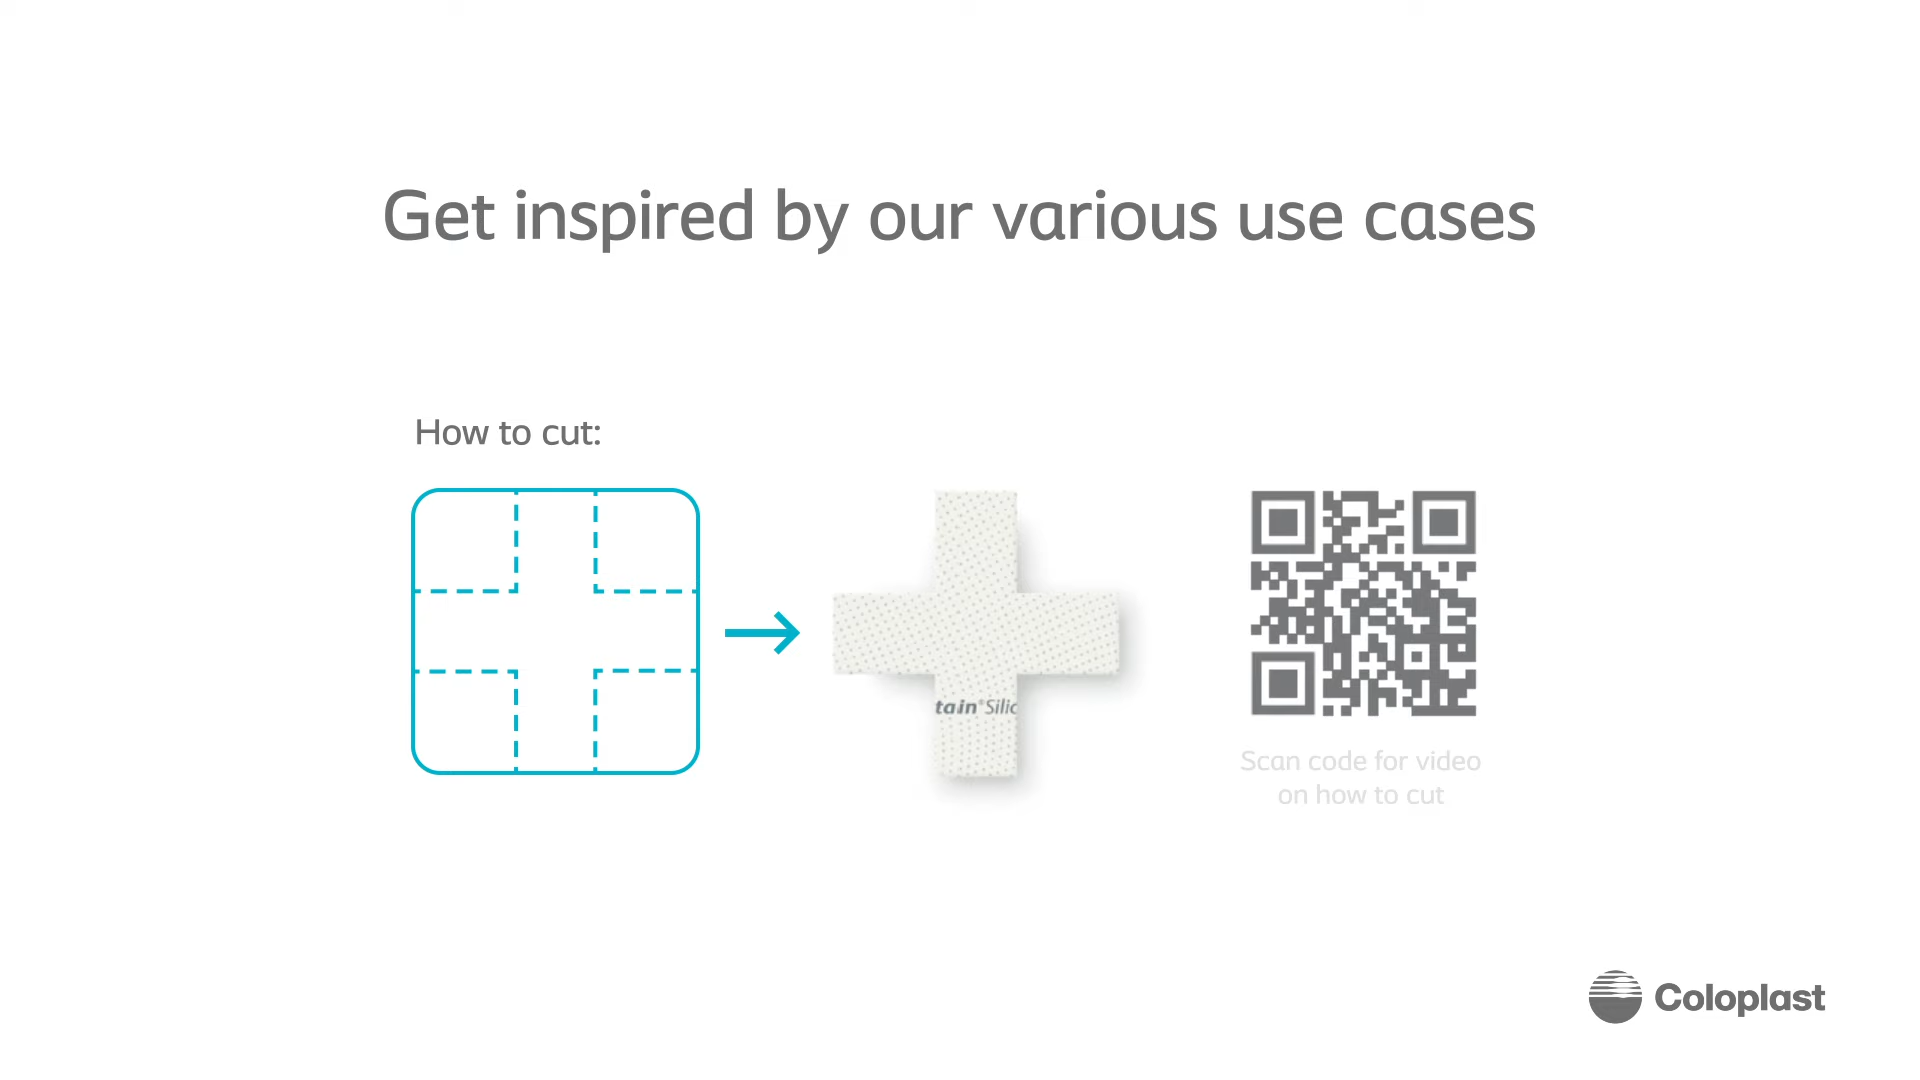 Get inspired by our various use cases
How to cut:
tain®Silic
Scan code for video
on how to cut
Coloplast